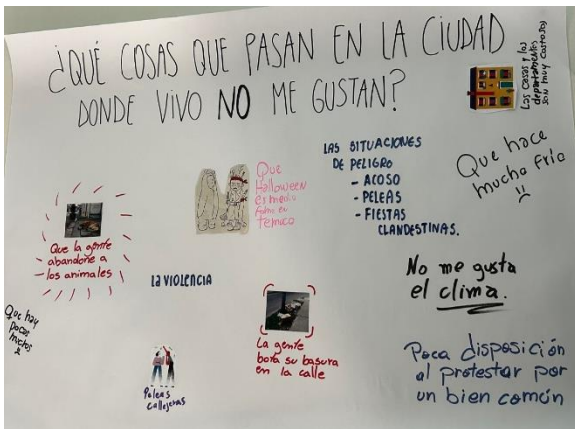 ¿QUÉ COSAS QUE PASAN EN LA CIUDAD
DONDE VIVO NO ME GUSTAN?
Las casas y los
departamentos
son muy costosos
Que la gente
abandone a
los animales
Que
Halloween
es medio
fome en
Temuco
LAS SITUACIONES
DE PELIGRO
- ACOSO
- PELEAS
- FIESTAS
CLANDESTINAS.
Que hace
mucho frío
La VIOLENCIA
No me gusta
el clima.
Que hay
La gente
bota su basura
en la calle
Peleas
callejeras
Poca disposición
al protestar por
un bien común